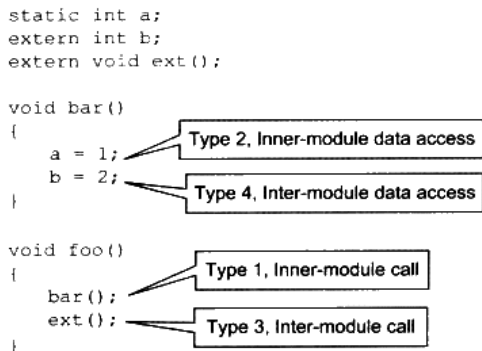 static int a;
extern int b;
extern void ext();
void bar()
{
a = 1;
Type 2, Inner-module data access
b = 2;
Type 4, Inter-module data access
}
void foo()
{
Type 1, Inner-module call
bar();
ext();
Type 3, Inter-module call
}